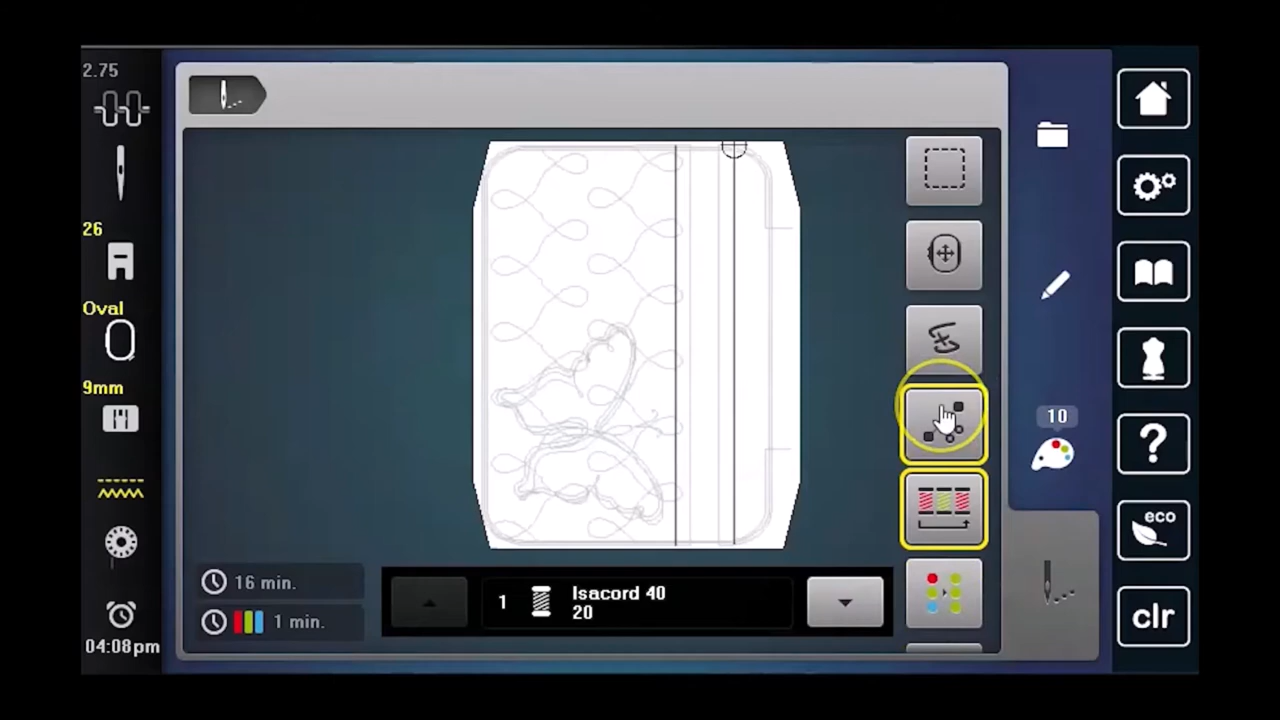 2.75
26
Oval
9mm
04:08pm
16 min.
1 min.
1
Isacord 40
20
10
?
eco
clr